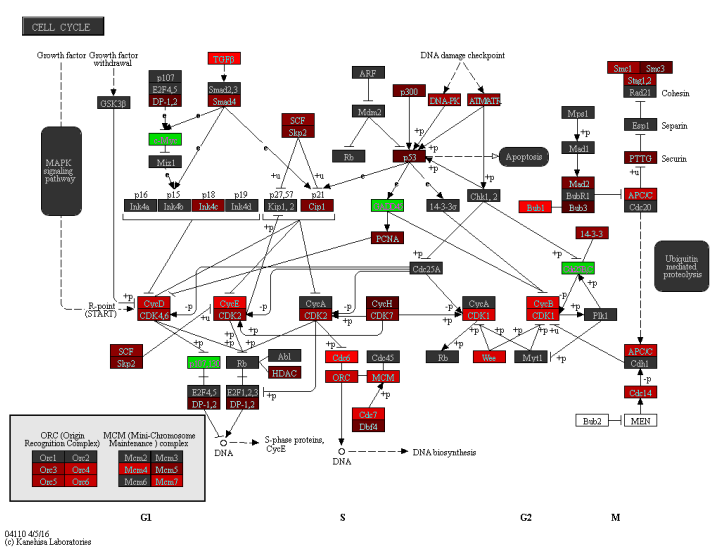 CELL CYCLE
Growth factor
Growth factor
withdrawal
TGFβ
DNA damage checkpoint
Smc1
Smc3
Stag1,2
Rad21
Cohesin
p107
E2F4,5
DP-1,2
Smad2,3
Smad4
ARF
p300
DNA-PK
ATM/ATR
GSK3β
Mdm2
Mps1
Esp1
Separin
SCF
Skp2
+p
+p
+p
e
e
e
MAPK
signaling
pathway
Miz1
Rb
p53
Apoptosis
Mad1
PTTG
Securin
+u
+u
e
e
e
Chk1, 2
Mad2
BubR1
Bub3
Bub1
APC/C
Cdc20
p16
p15
p18
p19
p27,57
p21
Ink4a
Ink4b
Ink4c
Ink4d
Kip1, 2
Cip1
14-3-3σ
14-3-3
PCNA
Cdc25A
+p
+p
Ubiquitin
mediated
proteolysis
R-point
(START)
+p
CycD
CDK4,6
-p
+u
CycE
CDK2
-p
CycA
CDK2
-p
CycH
CDK7
CycA
CDK1
-p
CycB
CDK1
-p
+p
Plk1
SCF
Skp2
Rb
Abl
HDAC
Cdc6
Cdc45
ORC
MCM
Rb
Wee
Myt1
APC/C
Cdh1
E2F4,5
DP-1,2
E2F1,2,3
DP-1,2
+p
+p
Cdc7
Dbf4
-p
Cdc14
Bub2
MEN
ORC (Origin
Recognition Complex)
MCM (Mini-Chromosome
Maintenance ) complex
Orc1
Orc2
Mcm2
Mcm3
Orc3
Orc4
Mcm4
Mcm5
Orc5
Orc6
Mcm6
Mcm7
DNA
S-phase proteins,
CycE
DNA
DNA biosynthesis
G1
S
G2
M
04110 4/5/16
(c) Kanehisa Laboratories